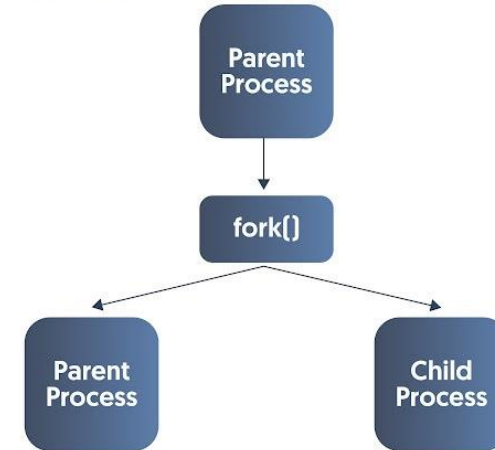 Parent
Process
fork()
Parent
Process
Child
Process